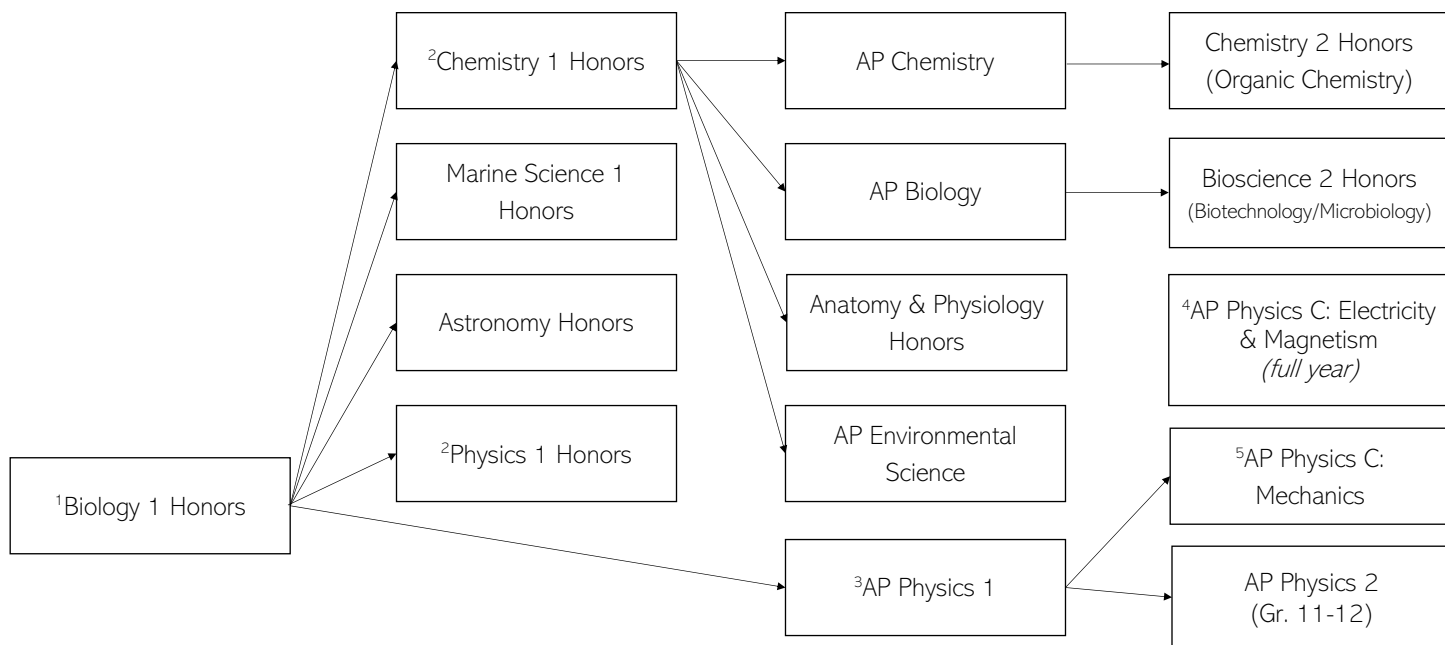 ²Chemistry 1 Honors
AP Chemistry
Chemistry 2 Honors
(Organic Chemistry)
Marine Science 1
Honors
AP Biology
Bioscience 2 Honors
(Biotechnology/Microbiology)
Astronomy Honors
Anatomy & Physiology
Honors
⁴AP Physics C: Electricity
& Magnetism
(full year)
²Physics 1 Honors
AP Environmental
Science
⁵AP Physics C:
Mechanics
¹Biology 1 Honors
³AP Physics 1
AP Physics 2
(Gr. 11-12)